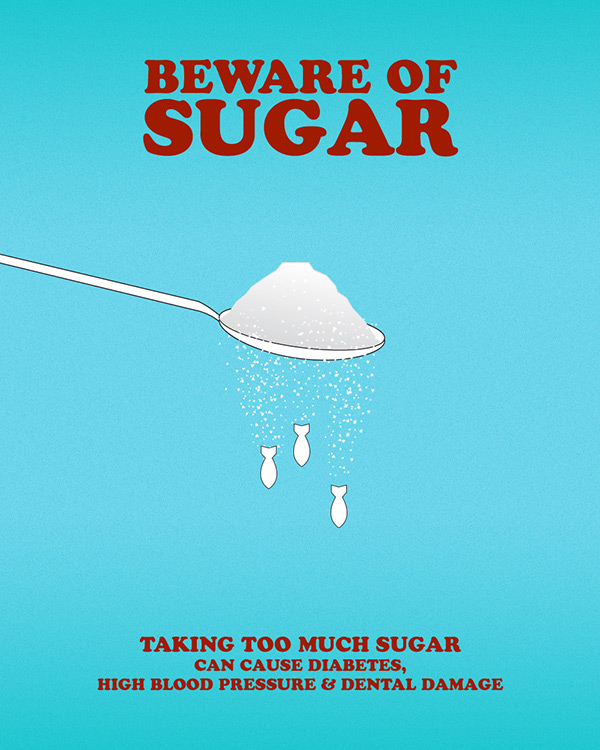 BEWARE OF
SUGAR
TAKING TOO MUCH SUGAR
CAN CAUSE DIABETES,
HIGH BLOOD PRESSURE & DENTAL DAMAGE